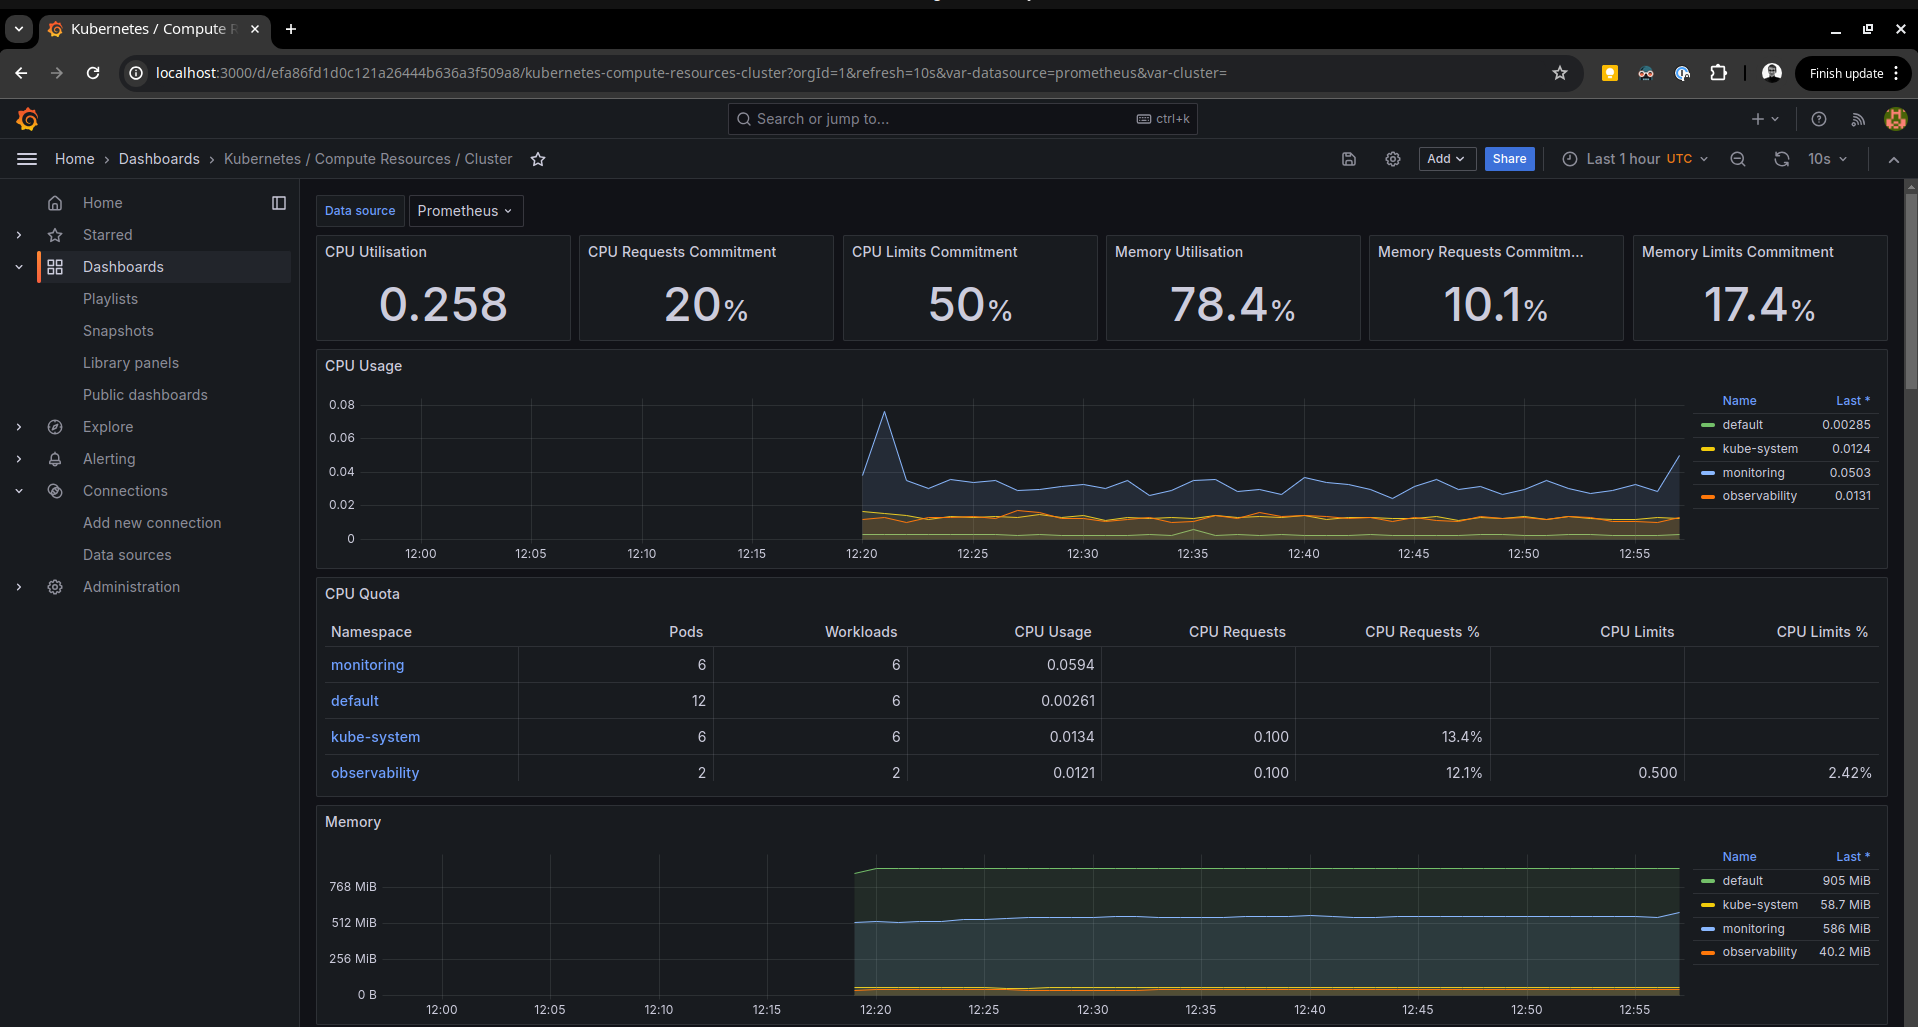 Kubernetes / Compute R
localhost:3000/d/efa86fd1d0c121a26444b636a3f509a8/kubernetes-compute-resources-cluster?orgId=1&refresh=10s&var-datasource=prometheus&var-cluster=
Finish update
Search or jump to...
ctrl+k
Home › Dashboards › Kubernetes / Compute Resources / Cluster
Add
Share
Last 1 hour UTC
10s
Home
Starred
Dashboards
Playlists
Snapshots
Library panels
Public dashboards
Explore
Alerting
Connections
Add new connection
Data sources
Administration
Data source Prometheus
CPU Utilisation
0.258
CPU Requests Commitment
20%
CPU Limits Commitment
50%
Memory Utilisation
78.4%
Memory Requests Commitm...
10.1%
Memory Limits Commitment
17.4%
CPU Usage
0.08
0.06
0.04
0.02
0
12:00 12:05 12:10 12:15 12:20 12:25 12:30 12:35 12:40 12:45 12:50 12:55
Name Last *
default 0.00285
kube-system 0.0124
monitoring 0.0503
observability 0.0131
CPU Quota
Namespace Pods Workloads CPU Usage CPU Requests CPU Requests % CPU Limits CPU Limits %
monitoring 6 6 0.0594
default 12 6 0.00261
kube-system 6 6 0.0134 0.100 13.4%
observability 2 2 0.0121 0.100 12.1% 0.500 2.42%
Memory
768 MiB
512 MiB
256 MiB
0 B
12:00 12:05 12:10 12:15 12:20 12:25 12:30 12:35 12:40 12:45 12:50 12:55
Name Last *
default 905 MiB
kube-system 58.7 MiB
monitoring 586 MiB
observability 40.2 MiB